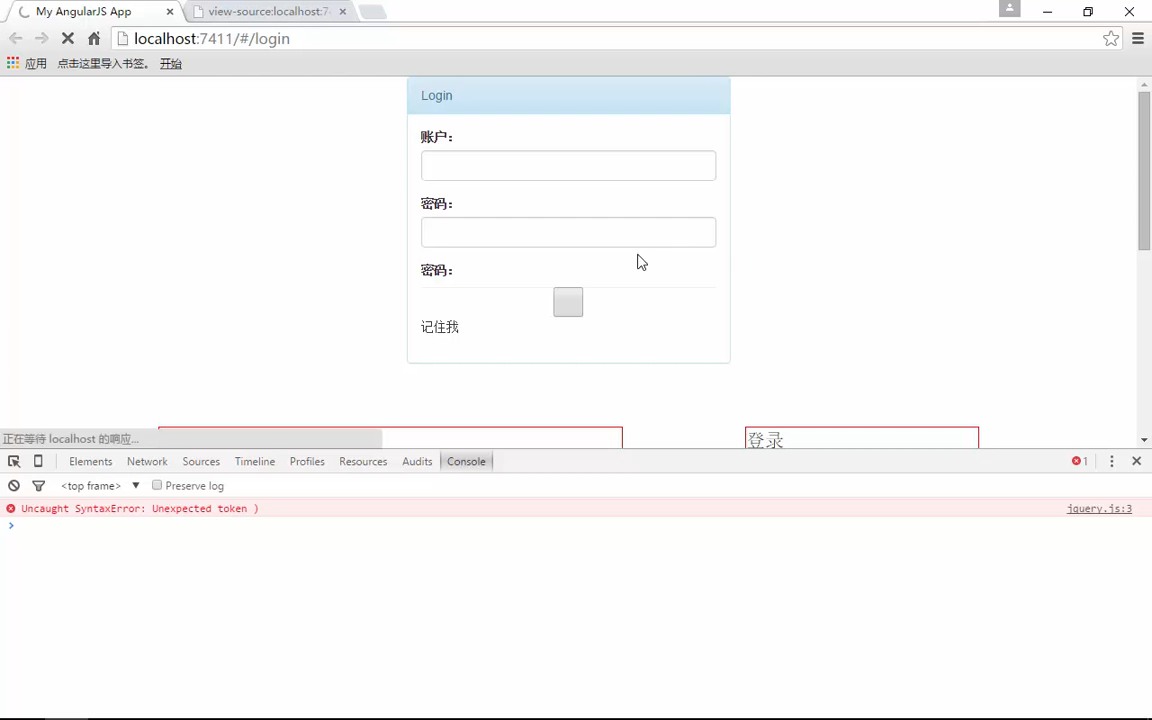 My AngularJS App
view-source:localhost:7
localhost:7411/#/login
应用 点击这里导入书签。 开始
Login
账户：
密码：
密码：
记住我
登录
正在等待 localhost 的响应...
Elements Network Sources Timeline Profiles Resources Audits Console 1
<top frame> Preserve log
Uncaught SyntaxError: Unexpected token ) jquery.js:3